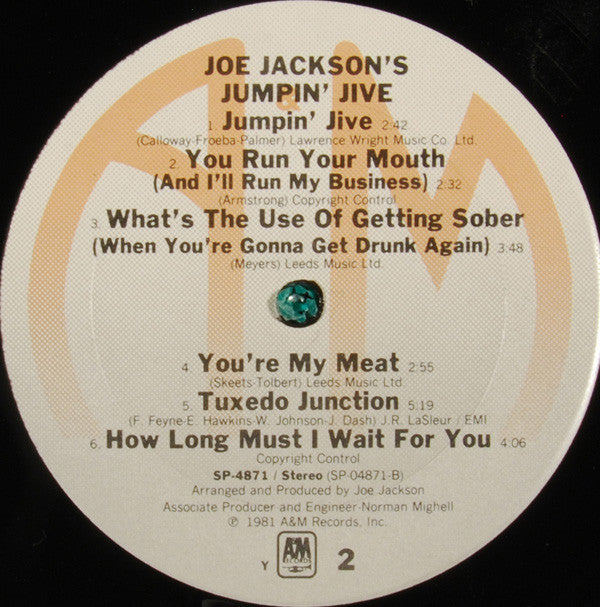 JOE JACKSON'S
JUMPIN' JIVE
1. Jumpin' Jive 2:42
(Calloway-Froeba-Palmer) Lawrence Wright Music Co. Ltd.
2. You Run Your Mouth
(And I'll Run My Business) 2:32
(Armstrong) Copyright Control
3. What's The Use Of Getting Sober
(When You're Gonna Get Drunk Again) 3:48
(Meyers) Leeds Music Ltd.
4. You're My Meat 2:55
(Skeets-Tolbert) Leeds Music Ltd.
5. Tuxedo Junction 5:19
(F. Feyne-E. Hawkins-W. Johnson-J. Dash) J.R. LaSleur / EMI
6. How Long Must I Wait For You 4:06
Copyright Control
SP-4871 / Stereo (SP-04871-B)
Arranged and Produced by Joe Jackson
Associate Producer and Engineer-Norman Mighell
℗ 1981 A&M Records, Inc.
Y A&M RECORDS 2